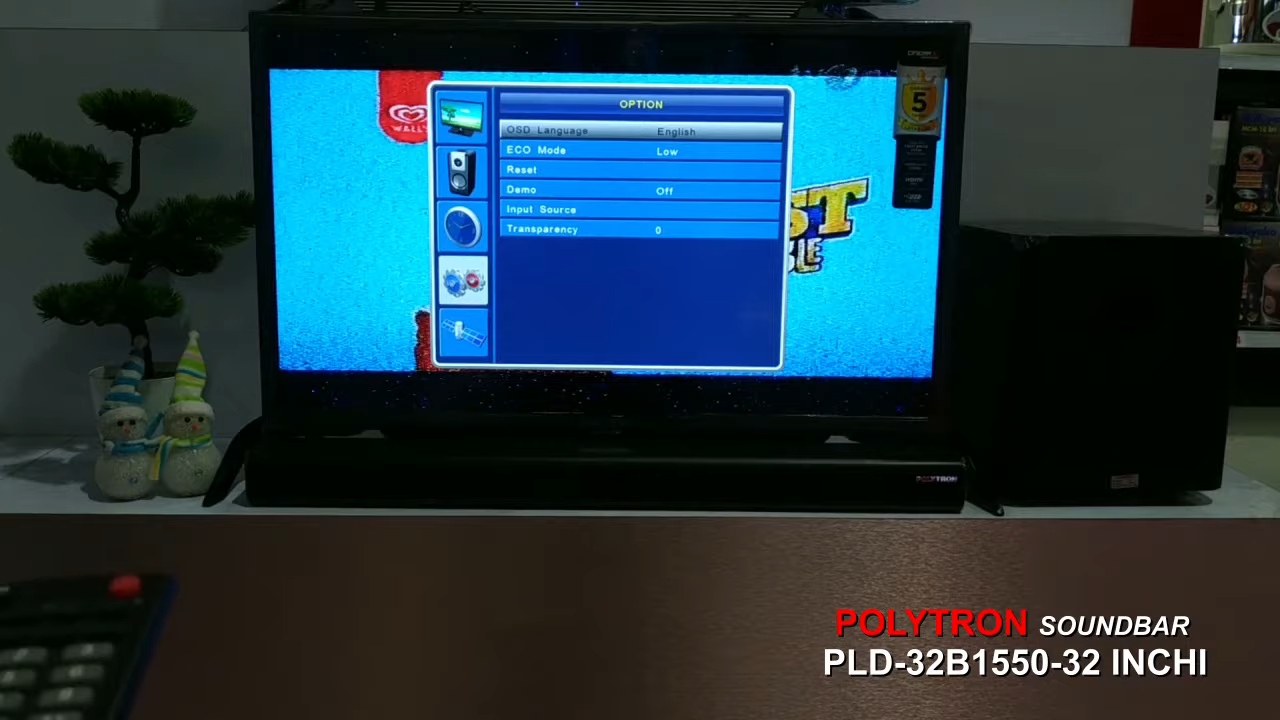 WALL'S
OPTION
OSD Language English
ECO Mode Low
Reset
Demo Off
Input Source
Transparency 0
5
POLYTRON
POLYTRON SOUNDBAR
PLD-32B1550-32 INCHI